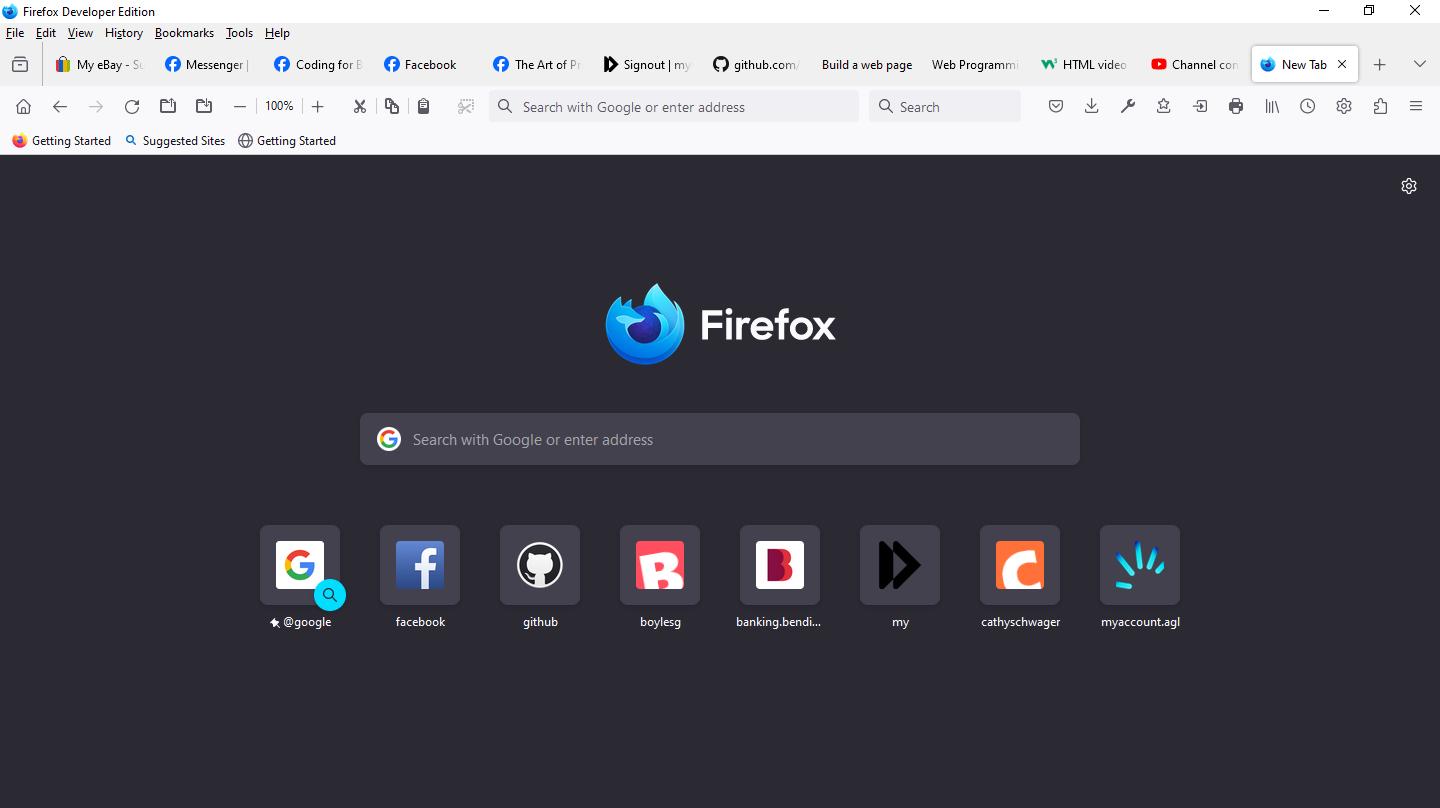 Firefox Developer Edition
File Edit View History Bookmarks Tools Help
My eBay - Su Messenger | Coding for B Facebook The Art of Pr Signout | my github.com/ Build a web page Web Programmi HTML video Channel con New Tab
100% Search with Google or enter address Search
Getting Started Suggested Sites Getting Started
Firefox
Search with Google or enter address
@google facebook github boylesg banking.bendi... my cathyschwager myaccount.agl